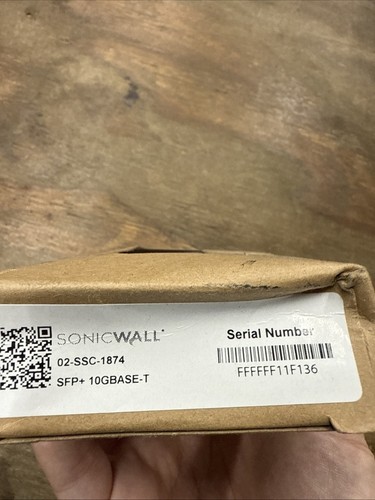 SONICWALL
02-SSC-1874
SFP+ 10GBASE-T
Serial Number
FFFFFF11F136